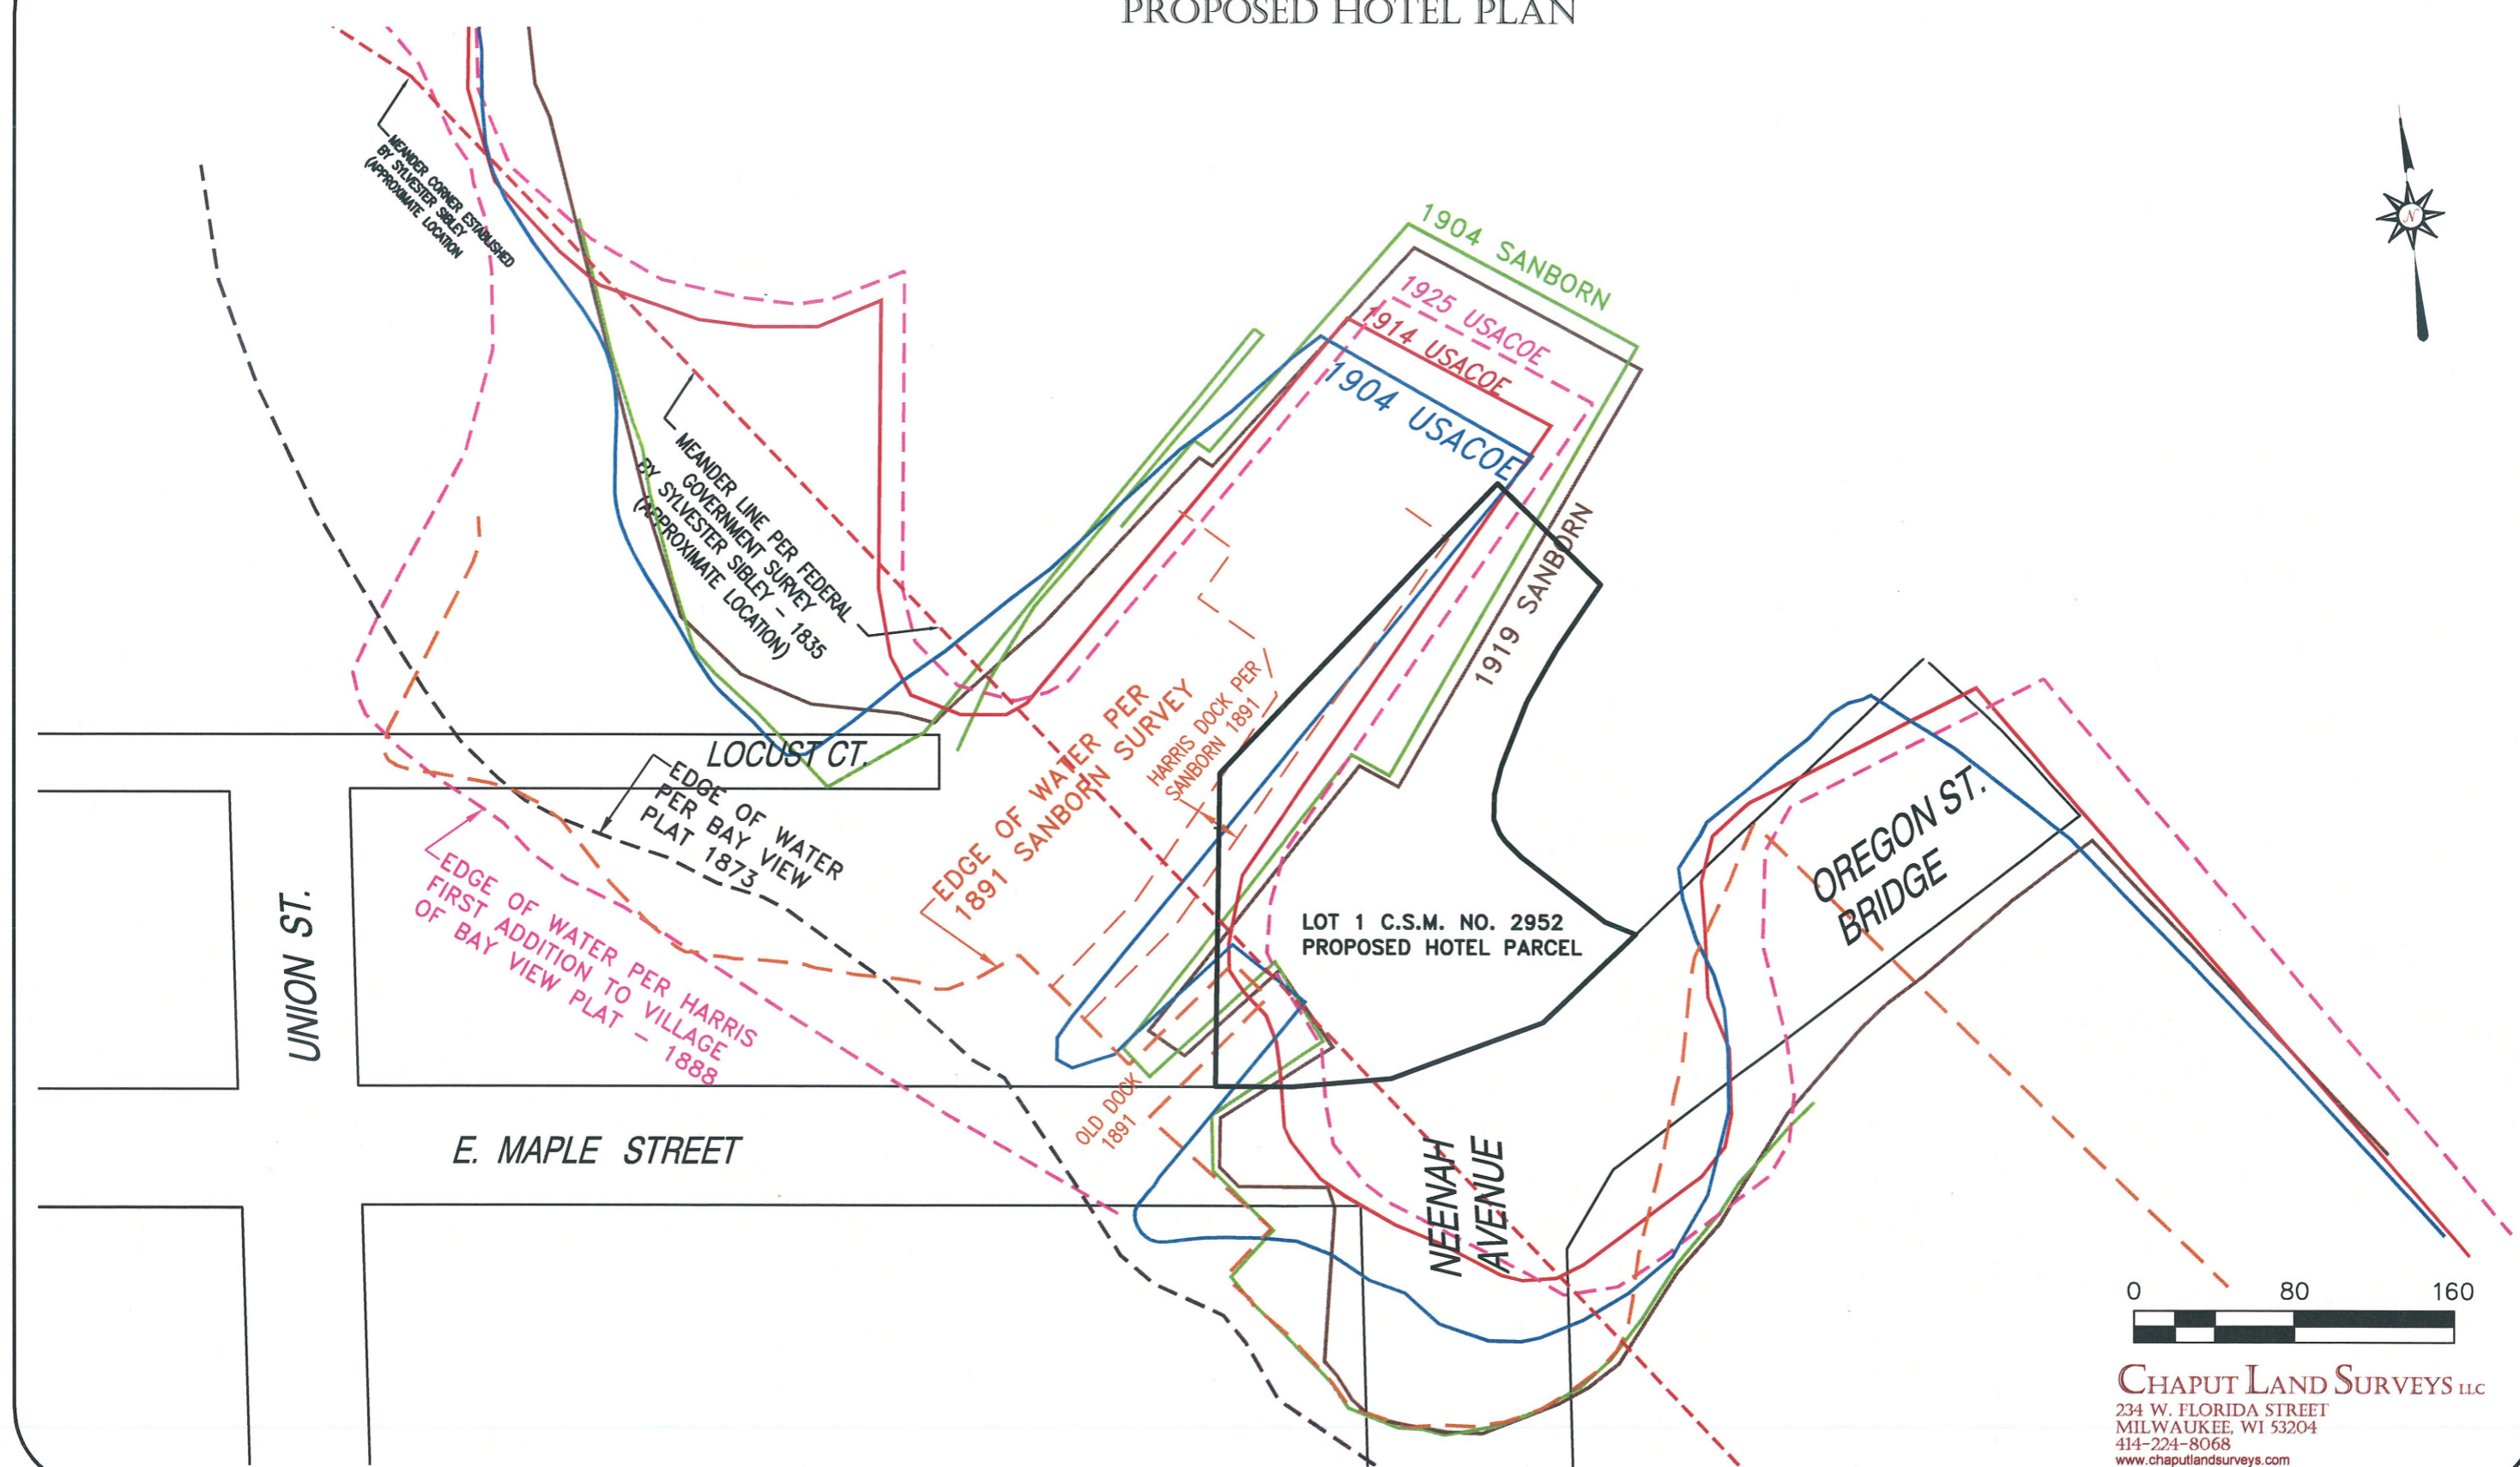 PROPOSED HOTEL PLAN
MEANDER CORNER ESTABLISHED
BY SYLVESTER SIBLEY
(APPROXIMATE LOCATION
N
1904 SANBORN
1925 USACOE
1914 USACOE
1904 USACOE
1919 SANBORN
MEANDER LINE PER FEDERAL
GOVERNMENT SURVEY
BY SYLVESTER SIBLEY – 1835
(APPROXIMATE LOCATION)
EDGE OF WATER PER
1891 SANBORN SURVEY
HARRIS DOCK PER
SANBORN 1891
LOCUST CT.
EDGE OF WATER
PER BAY VIEW
PLAT 1873
OREGON ST.
BRIDGE
EDGE OF WATER PER HARRIS
FIRST ADDITION TO VILLAGE
OF BAY VIEW PLAT – 1888
LOT 1 C.S.M. NO. 2952
PROPOSED HOTEL PARCEL
UNION ST.
OLD DOCK
1891
E. MAPLE STREET
NEENAH
AVENUE
0 80 160
CHAPUT LAND SURVEYS LLC
234 W. FLORIDA STREET
MILWAUKEE, WI 53204
414-224-8068
www.chaputlandsurveys.com